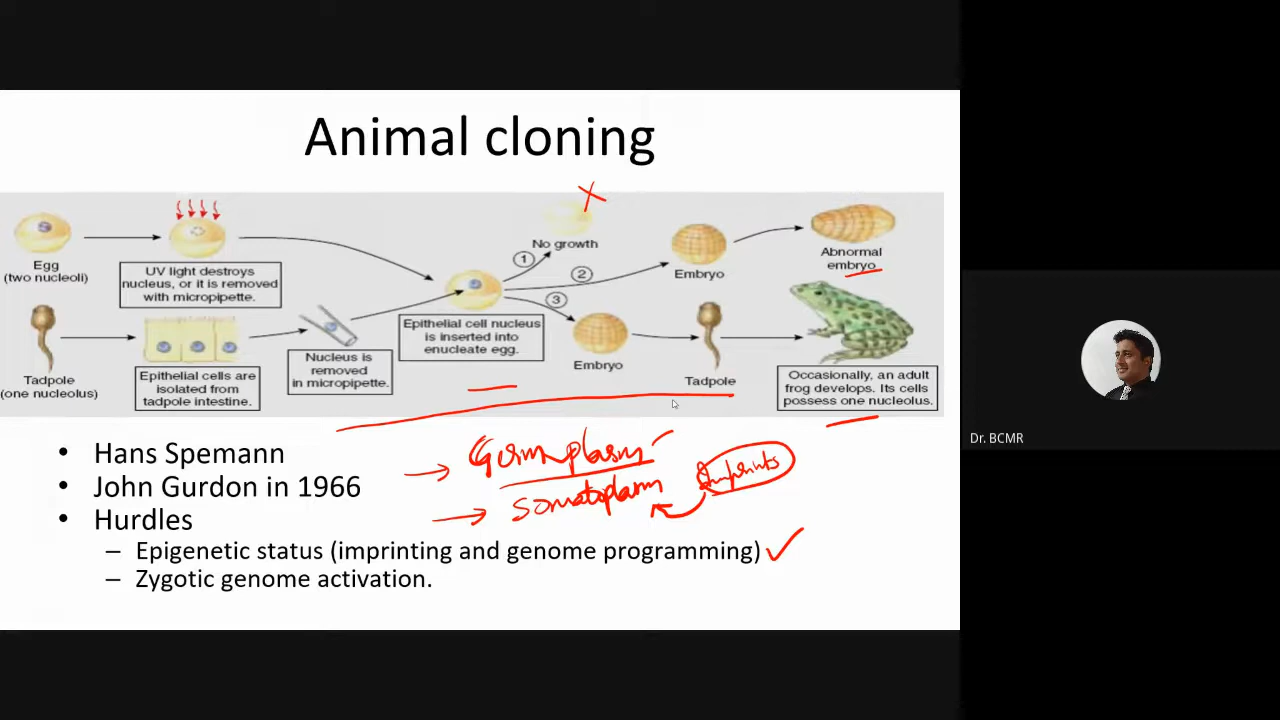 Animal cloning
Egg
(two nucleoli)
UV light destroys
nucleus, or it is removed
with micropipette.
Tadpole
(one nucleolus)
Epithelial cells are
isolated from
tadpole intestine.
Nucleus is
removed
in micropipette.
Epithelial cell nucleus
is inserted into
enucleate egg.
1
No growth
2
Embryo
Abnormal
embryo
3
Embryo
Tadpole
Occasionally, an adult
frog develops. Its cells
possess one nucleolus.
• Hans Spemann
• John Gurdon in 1966
• Hurdles
– Epigenetic status (imprinting and genome programming)
– Zygotic genome activation.
Germplasm
Somatoplasm
Imprints
Dr. BCMR